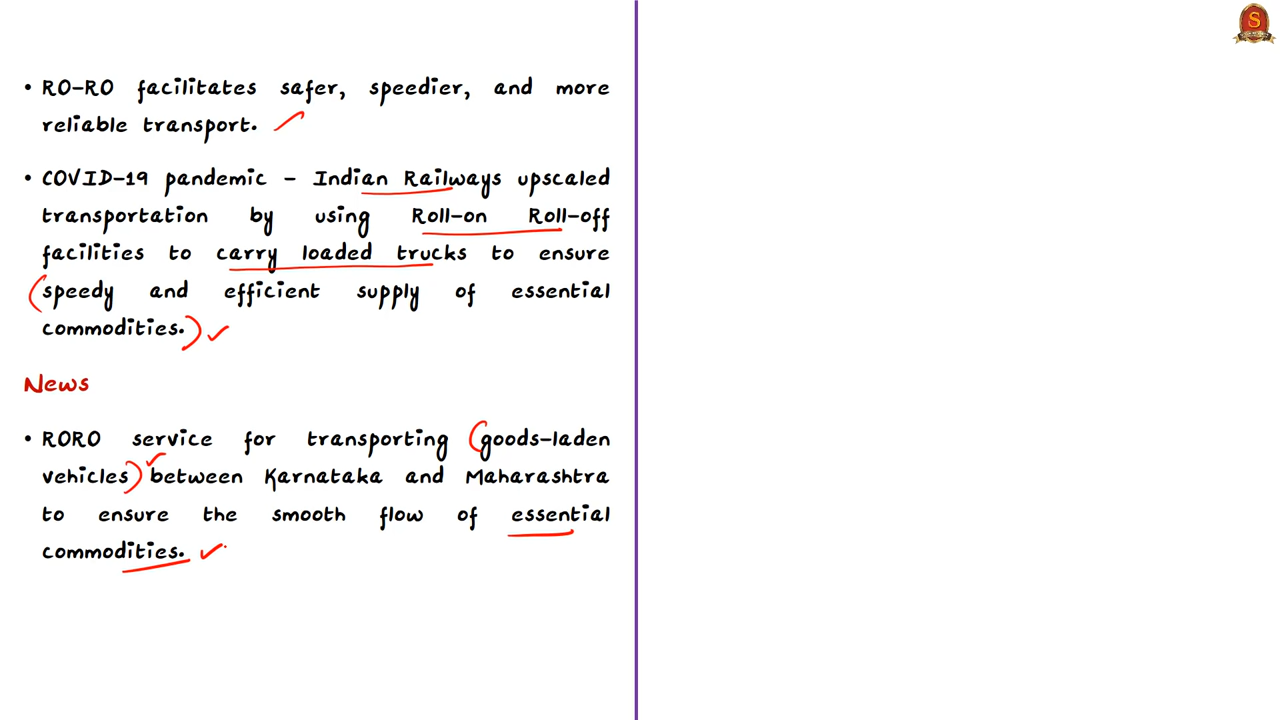 • RO-RO facilitates safer, speedier, and more
reliable transport.
• COVID-19 pandemic - Indian Railways upscaled
transportation by using Roll-on Roll-off
facilities to carry loaded trucks to ensure
speedy and efficient supply of essential
commodities.
News
• RORO service for transporting goods-laden
vehicles between Karnataka and Maharashtra
to ensure the smooth flow of essential
commodities.
S